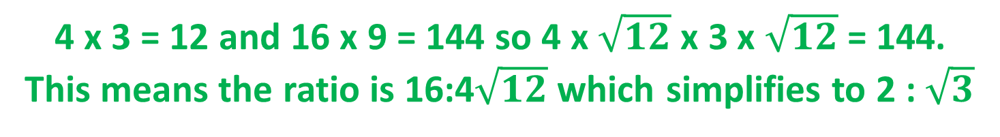 4 x 3 = 12 and 16 x 9 = 144 so 4 x √12 x 3 x √12 = 144.
This means the ratio is 16:4√12 which simplifies to 2 : √3